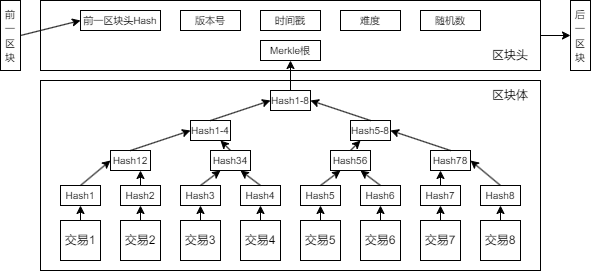 前一区块
前一区块头Hash
版本号
时间戳
难度
随机数
后一区块
Merkle根
区块头
区块体
Hash1-8
Hash1-4
Hash5-8
Hash12
Hash34
Hash56
Hash78
Hash1
Hash2
Hash3
Hash4
Hash5
Hash6
Hash7
Hash8
交易1
交易2
交易3
交易4
交易5
交易6
交易7
交易8